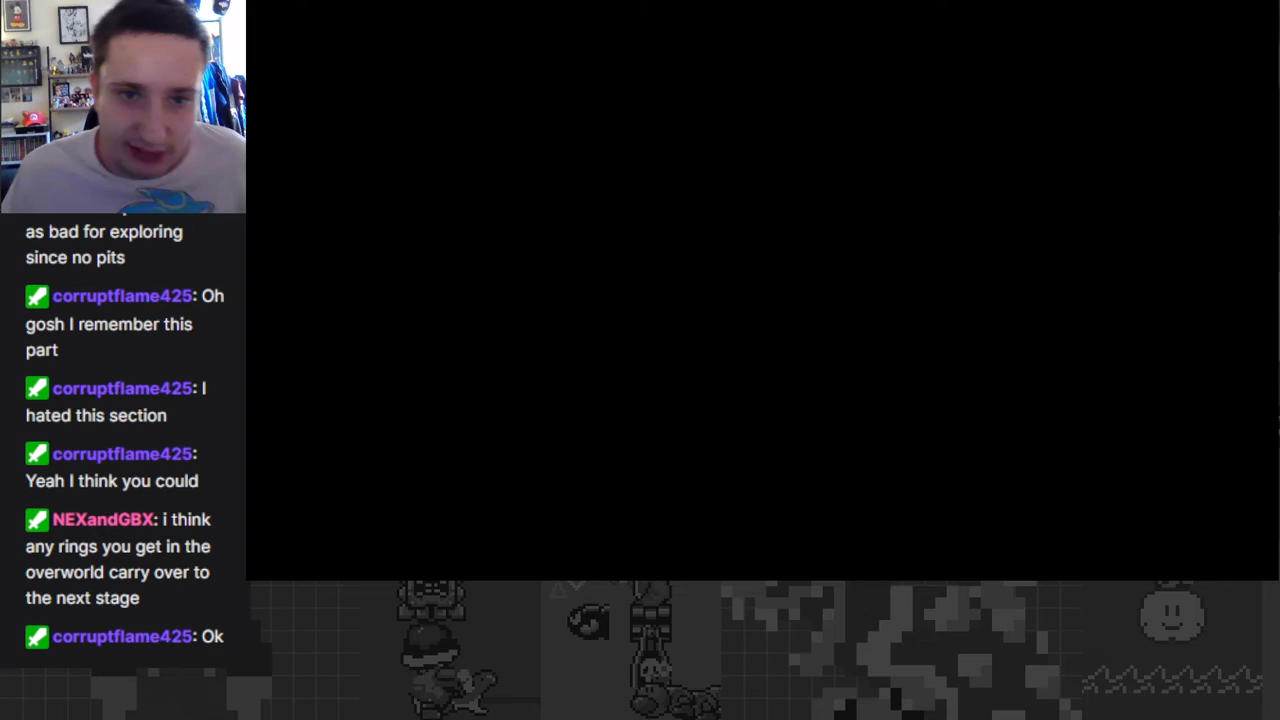 as bad for exploring
since no pits
corruptflame425: Oh
gosh I remember this
part
corruptflame425: I
hated this section
corruptflame425:
Yeah I think you could
NEXandGBX: i think
any rings you get in the
overworld carry over to
the next stage
corruptflame425: Ok